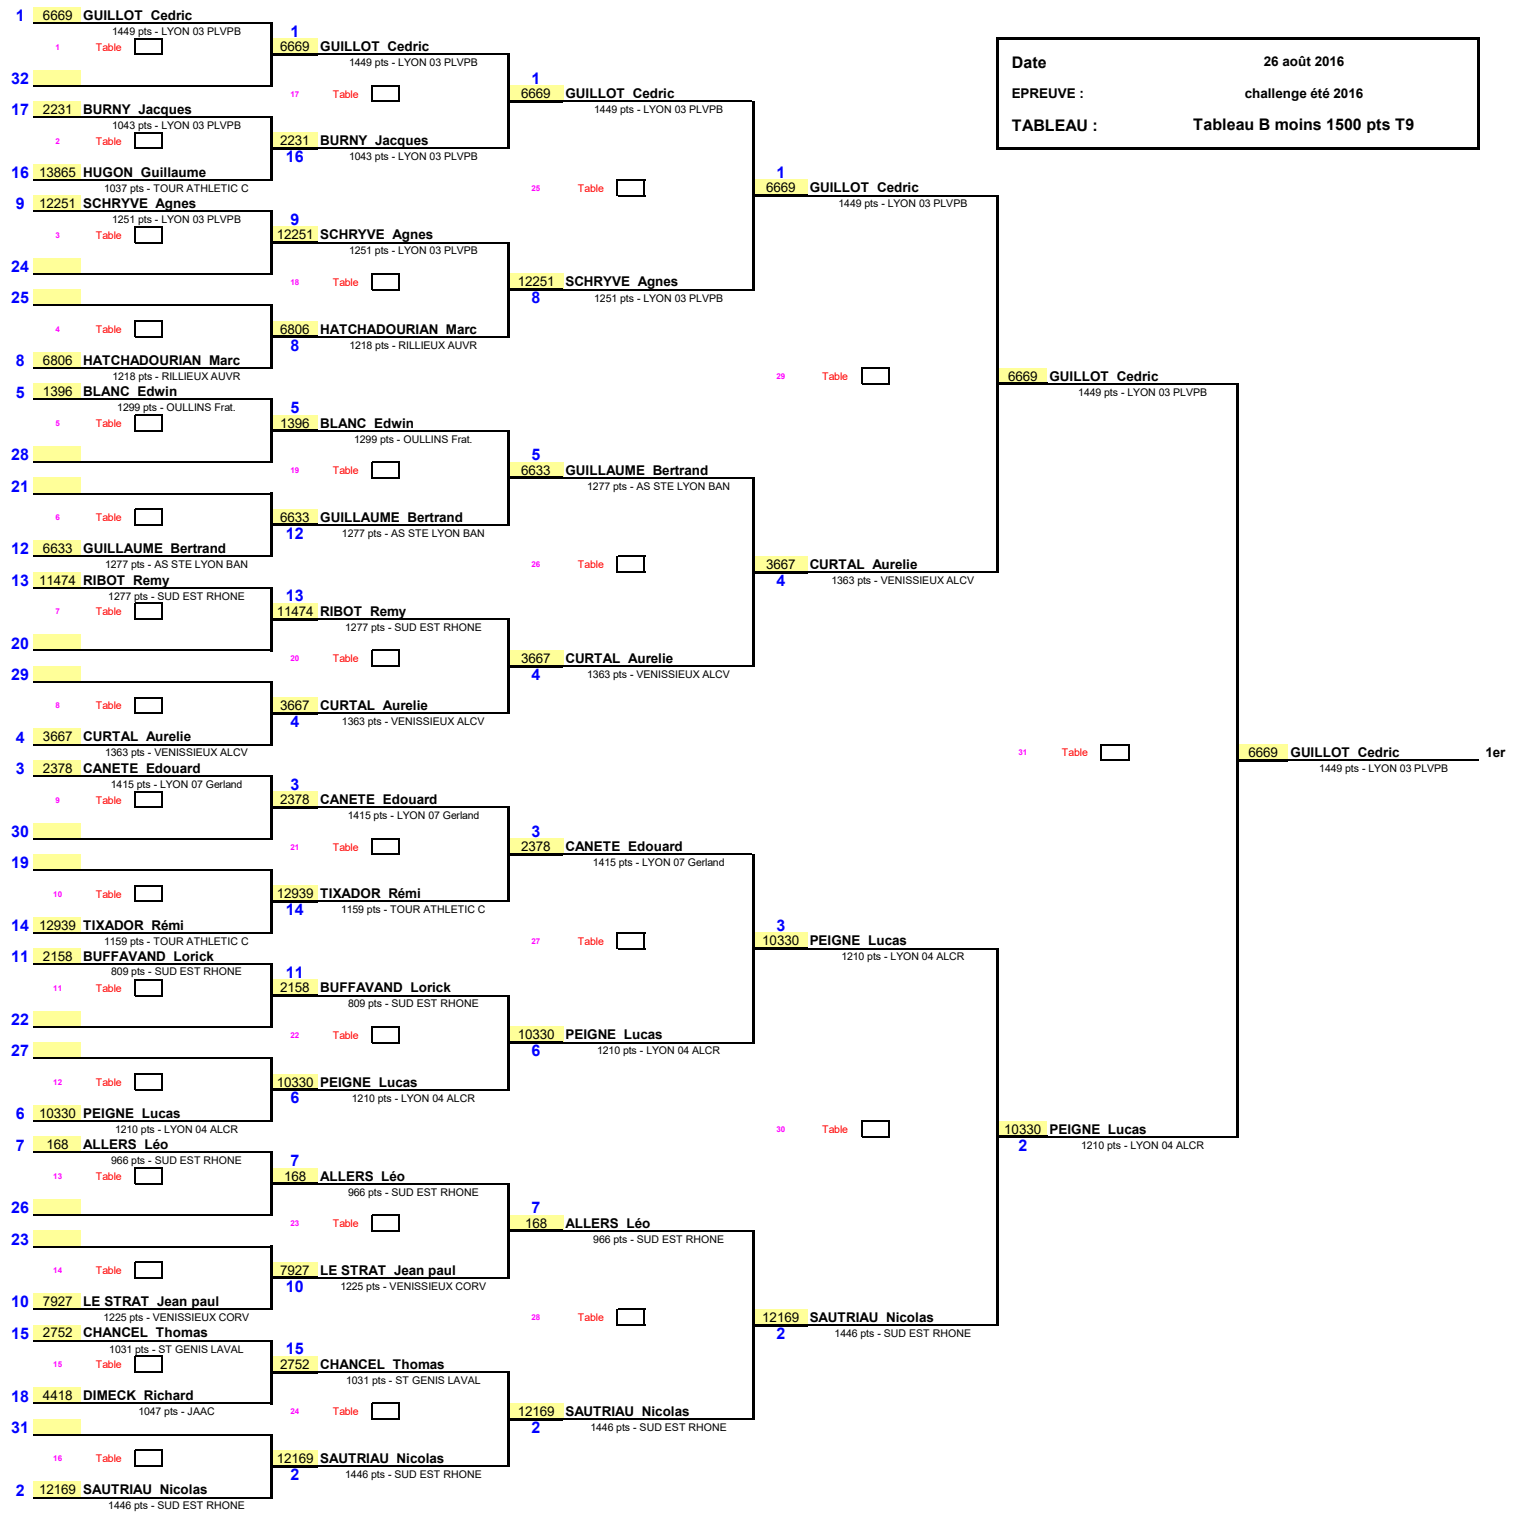 Date 26 août 2016
EPREUVE : challenge été 2016
TABLEAU : Tableau B moins 1500 pts T9
1 6669 GUILLOT Cedric
1449 pts - LYON 03 PLVPB
1 Table
32
17 2231 BURNY Jacques
1043 pts - LYON 03 PLVPB
2 Table
16 13865 HUGON Guillaume
1037 pts - TOUR ATHLETIC C
9 12251 SCHRYVE Agnes
1251 pts - LYON 03 PLVPB
3 Table
24
25
4 Table
8 6806 HATCHADOURIAN Marc
1218 pts - RILLIEUX AUVR
5 1396 BLANC Edwin
1299 pts - OULLINS Frat.
5 Table
28
21
6 Table
12 6633 GUILLAUME Bertrand
1277 pts - AS STE LYON BAN
13 11474 RIBOT Remy
1277 pts - SUD EST RHONE
7 Table
20
29
8 Table
4 3667 CURTAL Aurelie
1363 pts - VENISSIEUX ALCV
3 2378 CANETE Edouard
1415 pts - LYON 07 Gerland
9 Table
30
19
10 Table
14 12939 TIXADOR Rémi
1159 pts - TOUR ATHLETIC C
11 2158 BUFFAVAND Lorick
809 pts - SUD EST RHONE
11 Table
22
27
12 Table
6 10330 PEIGNE Lucas
1210 pts - LYON 04 ALCR
7 168 ALLERS Léo
966 pts - SUD EST RHONE
13 Table
26
23
14 Table
10 7927 LE STRAT Jean paul
1225 pts - VENISSIEUX CORV
15 2752 CHANCEL Thomas
1031 pts - ST GENIS LAVAL
15 Table
18 4418 DIMECK Richard
1047 pts - JAAC
31
16 Table
2 12169 SAUTRIAU Nicolas
1446 pts - SUD EST RHONE
1
6669 GUILLOT Cedric
1449 pts - LYON 03 PLVPB
17 Table
2231 BURNY Jacques
16 1043 pts - LYON 03 PLVPB
9
12251 SCHRYVE Agnes
1251 pts - LYON 03 PLVPB
18 Table
6806 HATCHADOURIAN Marc
8 1218 pts - RILLIEUX AUVR
5
1396 BLANC Edwin
1299 pts - OULLINS Frat.
19 Table
6633 GUILLAUME Bertrand
12 1277 pts - AS STE LYON BAN
13
11474 RIBOT Remy
1277 pts - SUD EST RHONE
20 Table
3667 CURTAL Aurelie
4 1363 pts - VENISSIEUX ALCV
3
2378 CANETE Edouard
1415 pts - LYON 07 Gerland
21 Table
12939 TIXADOR Rémi
14 1159 pts - TOUR ATHLETIC C
11
2158 BUFFAVAND Lorick
809 pts - SUD EST RHONE
22 Table
10330 PEIGNE Lucas
6 1210 pts - LYON 04 ALCR
7
168 ALLERS Léo
966 pts - SUD EST RHONE
23 Table
7927 LE STRAT Jean paul
10 1225 pts - VENISSIEUX CORV
15
2752 CHANCEL Thomas
1031 pts - ST GENIS LAVAL
24 Table
12169 SAUTRIAU Nicolas
2 1446 pts - SUD EST RHONE
1
6669 GUILLOT Cedric
1449 pts - LYON 03 PLVPB
25 Table
12251 SCHRYVE Agnes
8 1251 pts - LYON 03 PLVPB
5
6633 GUILLAUME Bertrand
1277 pts - AS STE LYON BAN
26 Table
3667 CURTAL Aurelie
4 1363 pts - VENISSIEUX ALCV
3
2378 CANETE Edouard
1415 pts - LYON 07 Gerland
27 Table
10330 PEIGNE Lucas
6 1210 pts - LYON 04 ALCR
7
168 ALLERS Léo
966 pts - SUD EST RHONE
28 Table
12169 SAUTRIAU Nicolas
2 1446 pts - SUD EST RHONE
1
6669 GUILLOT Cedric
1449 pts - LYON 03 PLVPB
29 Table
3667 CURTAL Aurelie
4 1363 pts - VENISSIEUX ALCV
3
10330 PEIGNE Lucas
1210 pts - LYON 04 ALCR
30 Table
12169 SAUTRIAU Nicolas
2 1446 pts - SUD EST RHONE
6669 GUILLOT Cedric
1449 pts - LYON 03 PLVPB
31 Table
10330 PEIGNE Lucas
2 1210 pts - LYON 04 ALCR
6669 GUILLOT Cedric 1er
1449 pts - LYON 03 PLVPB